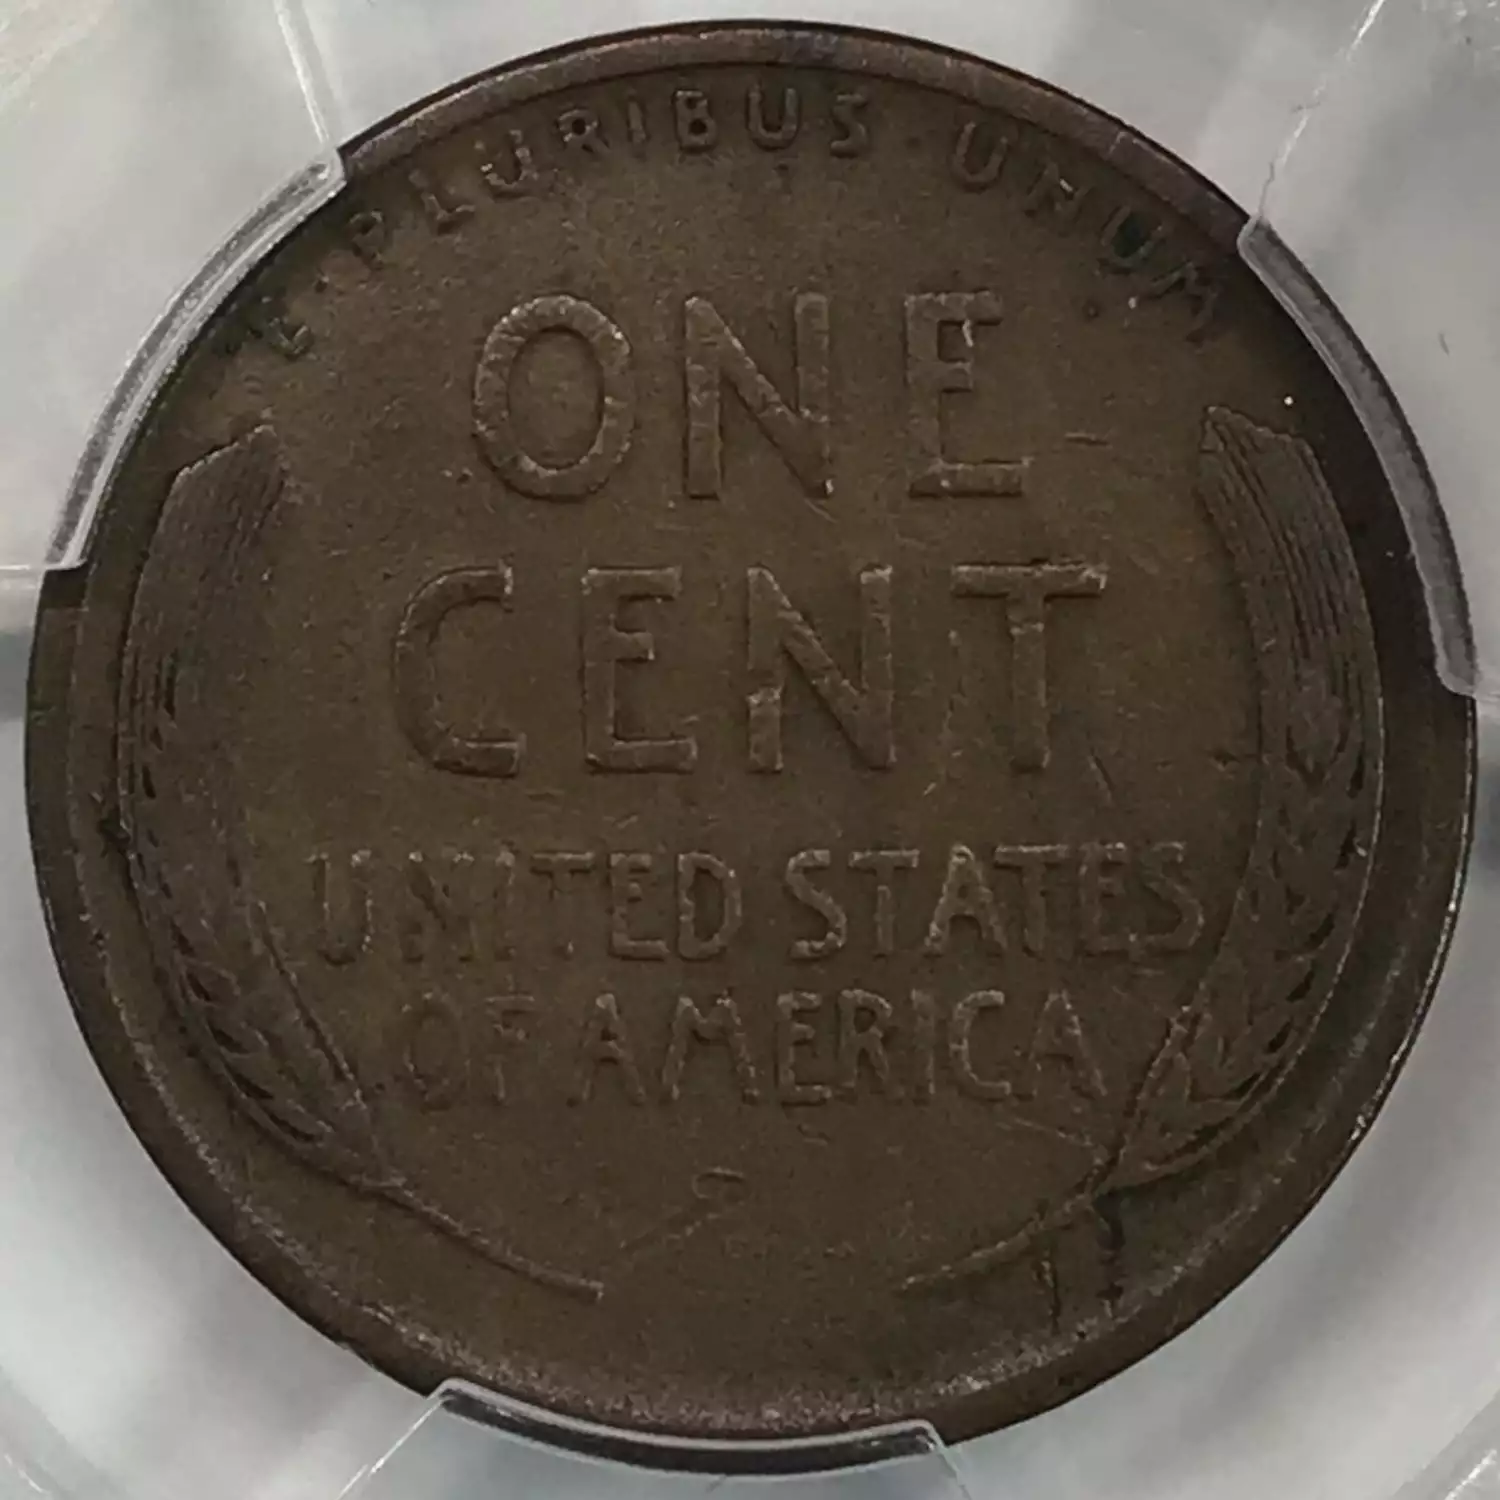 E · PLURIBUS · UNUM
ONE
CENT
UNITED STATES
OF AMERICA